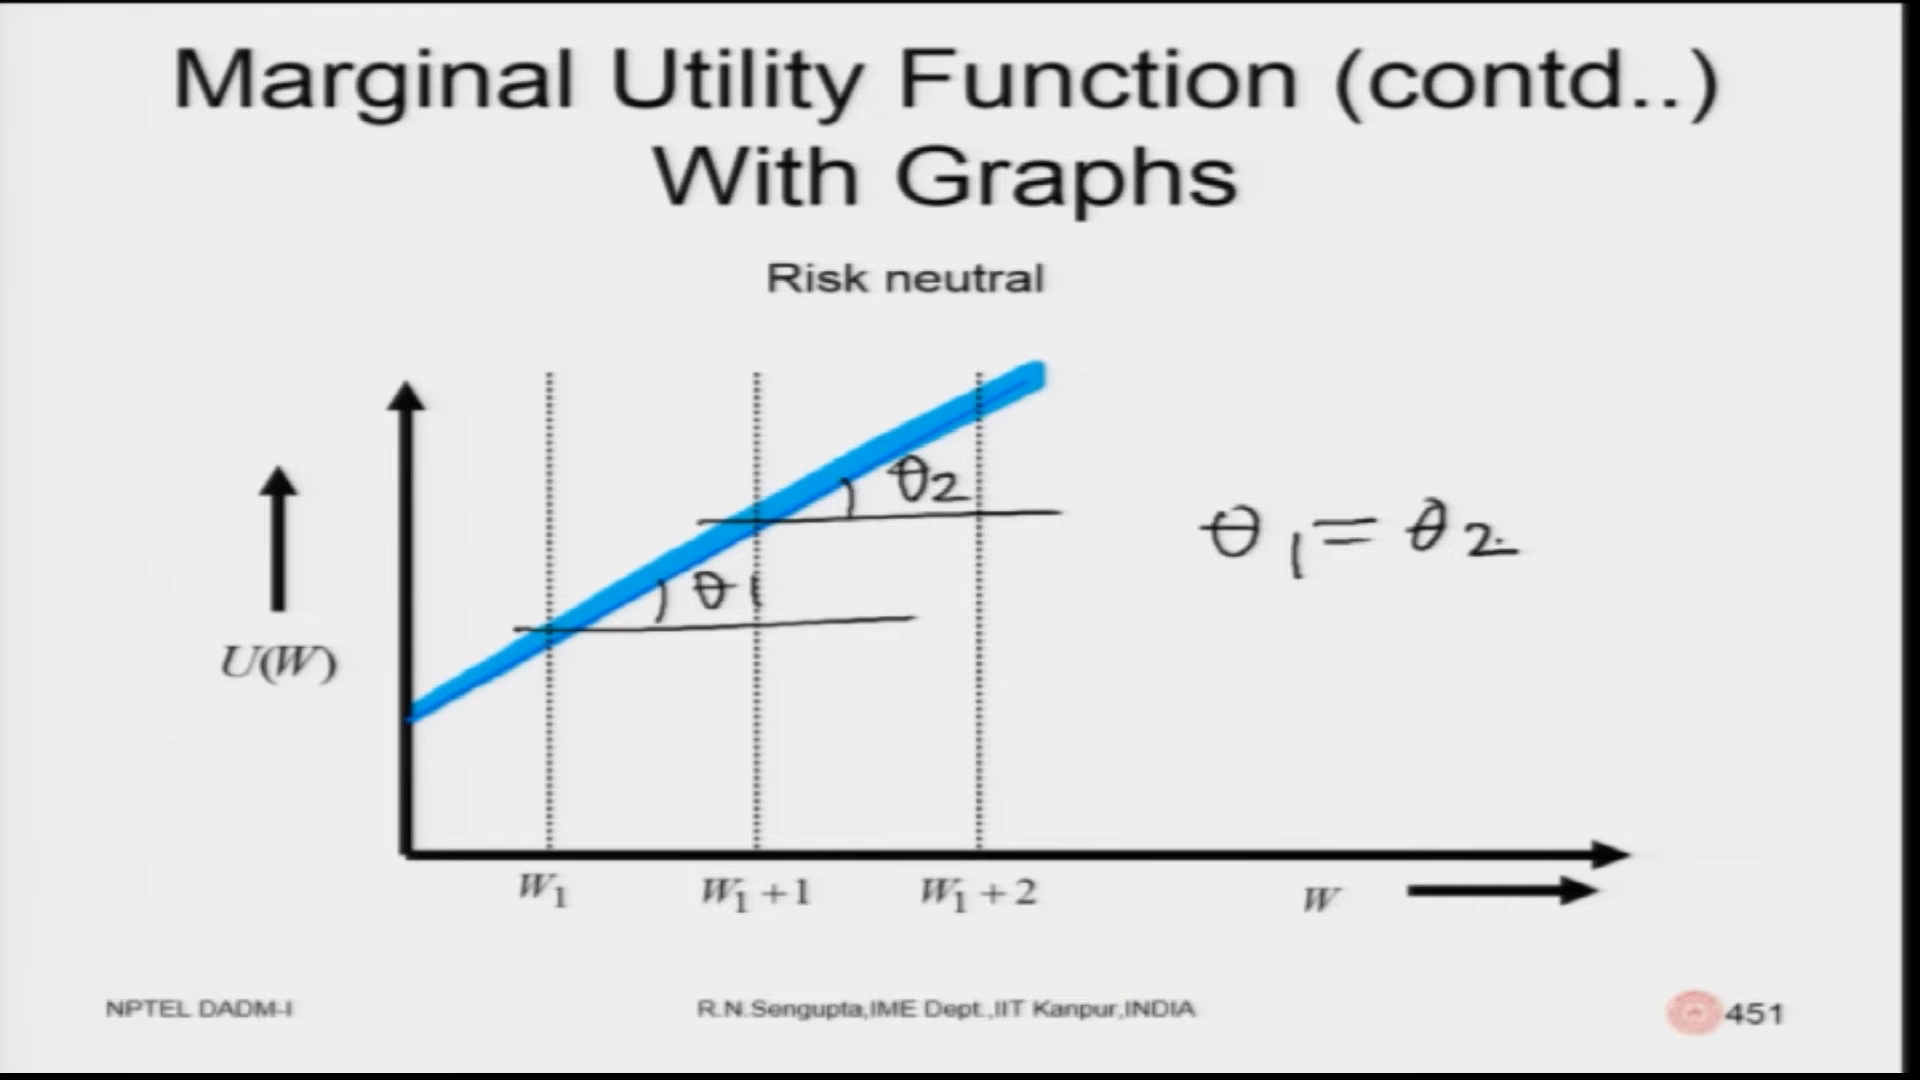 Marginal Utility Function (contd..)
With Graphs
Risk neutral
θ2
θ1 = θ2
θ1
U(W)
W1
W1 + 1
W1 + 2
W
NPTEL DADM-I
R.N.Sengupta,IME Dept.,IIT Kanpur,INDIA
451